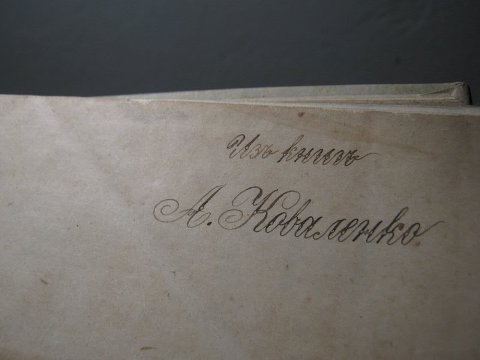 Изъ книгъ
А. Коваленко.